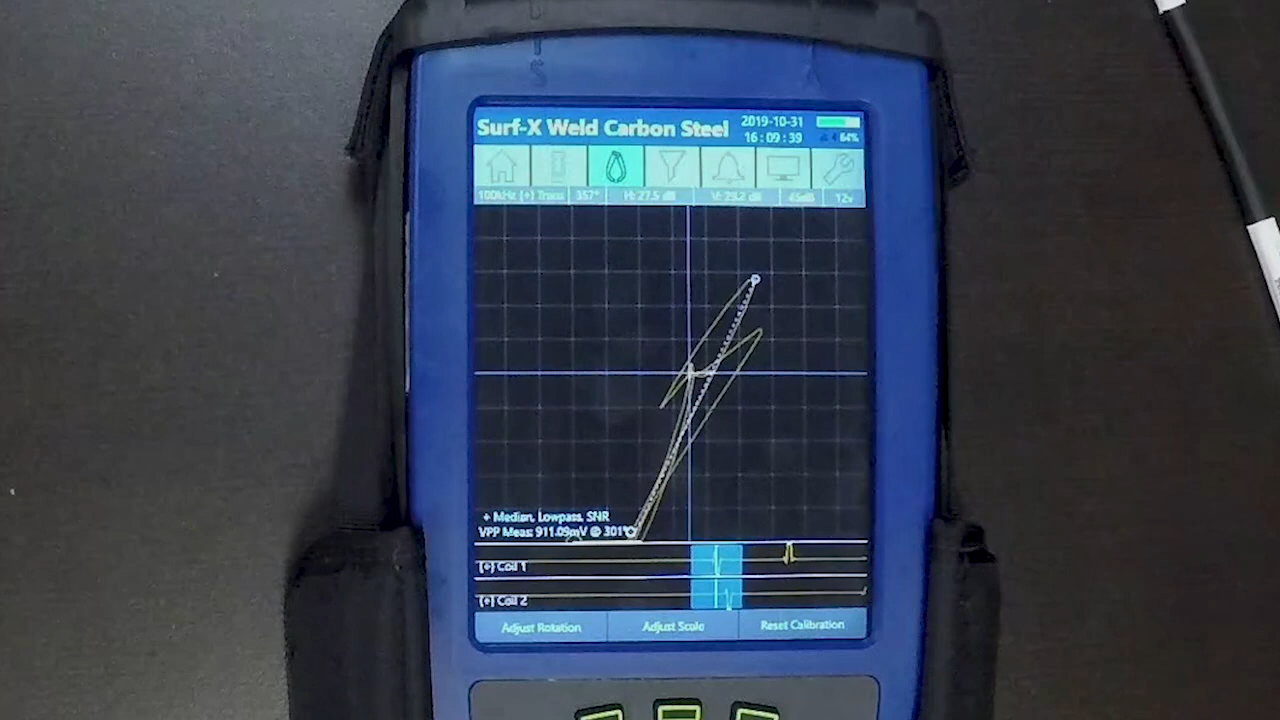 Surf-X Weld Carbon Steel
2019-10-31
16:09:39
64%
100kHz (+) Trans 357° H: 27.5 dB V: 29.2 dB 45dB 12v
+ Median, Lowpass, SNR
VPP Meas: 911.09mV @ 301°
(+) Coil 1
(+) Coil 2
Adjust Rotation Adjust Scale Reset Calibration